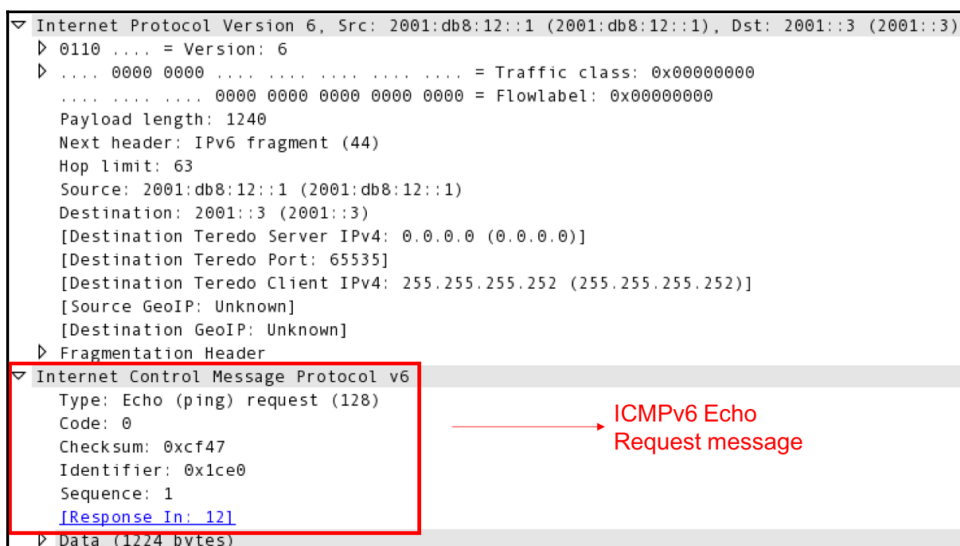 Internet Protocol Version 6, Src: 2001:db8:12::1 (2001:db8:12::1), Dst: 2001::3 (2001::3)
0110 .... = Version: 6
.... 0000 0000 .... .... .... .... .... = Traffic class: 0x00000000
.... .... .... 0000 0000 0000 0000 0000 = Flowlabel: 0x00000000
Payload length: 1240
Next header: IPv6 fragment (44)
Hop limit: 63
Source: 2001:db8:12::1 (2001:db8:12::1)
Destination: 2001::3 (2001::3)
[Destination Teredo Server IPv4: 0.0.0.0 (0.0.0.0)]
[Destination Teredo Port: 65535]
[Destination Teredo Client IPv4: 255.255.255.252 (255.255.255.252)]
[Source GeoIP: Unknown]
[Destination GeoIP: Unknown]
Fragmentation Header
Internet Control Message Protocol v6
Type: Echo (ping) request (128)
Code: 0
Checksum: 0xcf47
Identifier: 0x1ce0
Sequence: 1
[Response In: 12]
Data (1224 bytes)
ICMPv6 Echo
Request message